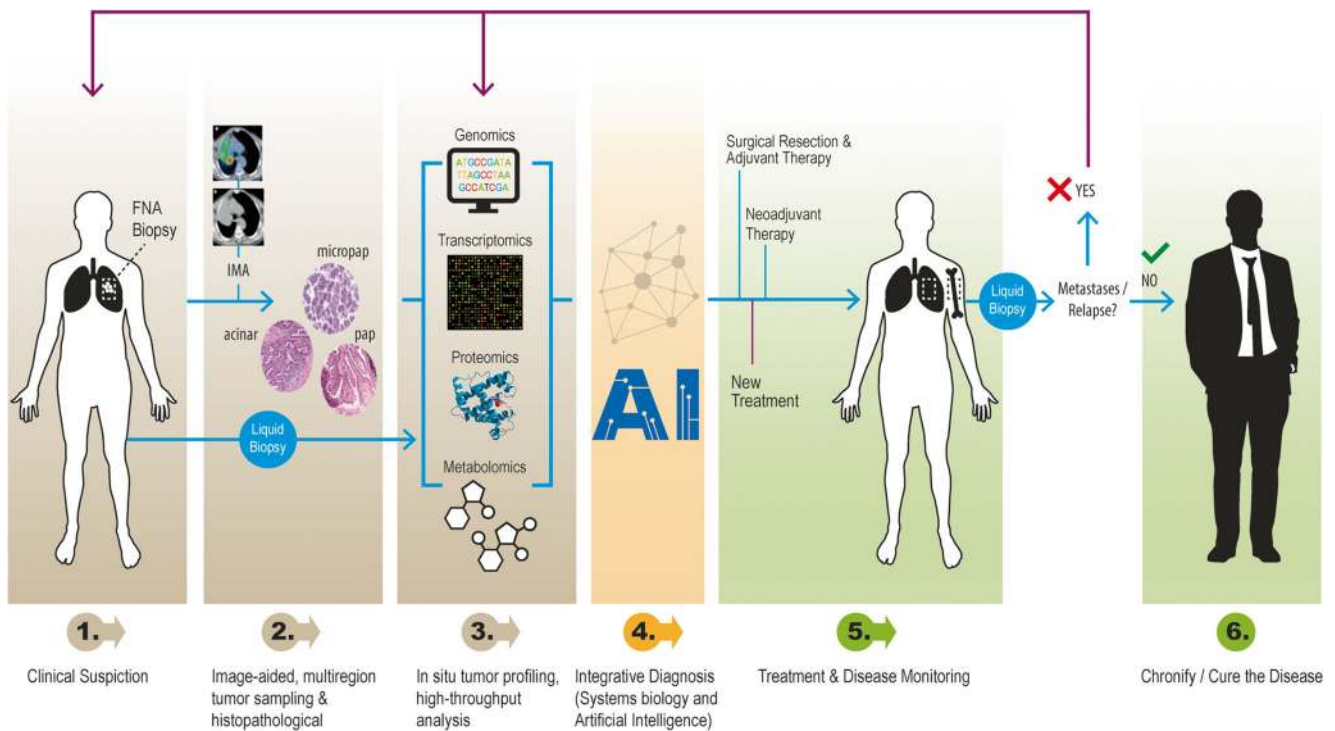 FNA
Biopsy
IMA
micropap
acinar
pap
Liquid
Biopsy
Genomics
ATGCCGATA
TTAGCCTAA
GCCATCGA
Transcriptomics
Proteomics
Metabolomics
AI
Surgical Resection &
Adjuvant Therapy
Neoadjuvant
Therapy
New
Treatment
Liquid
Biopsy
Metastases /
Relapse?
YES
NO
1.
Clinical Suspiction
2.
Image-aided, multiregion
tumor sampling &
histopathological
3.
In situ tumor profiling,
high-throughput
analysis
4.
Integrative Diagnosis
(Systems biology and
Artificial Intelligence)
5.
Treatment & Disease Monitoring
6.
Chronify / Cure the Disease